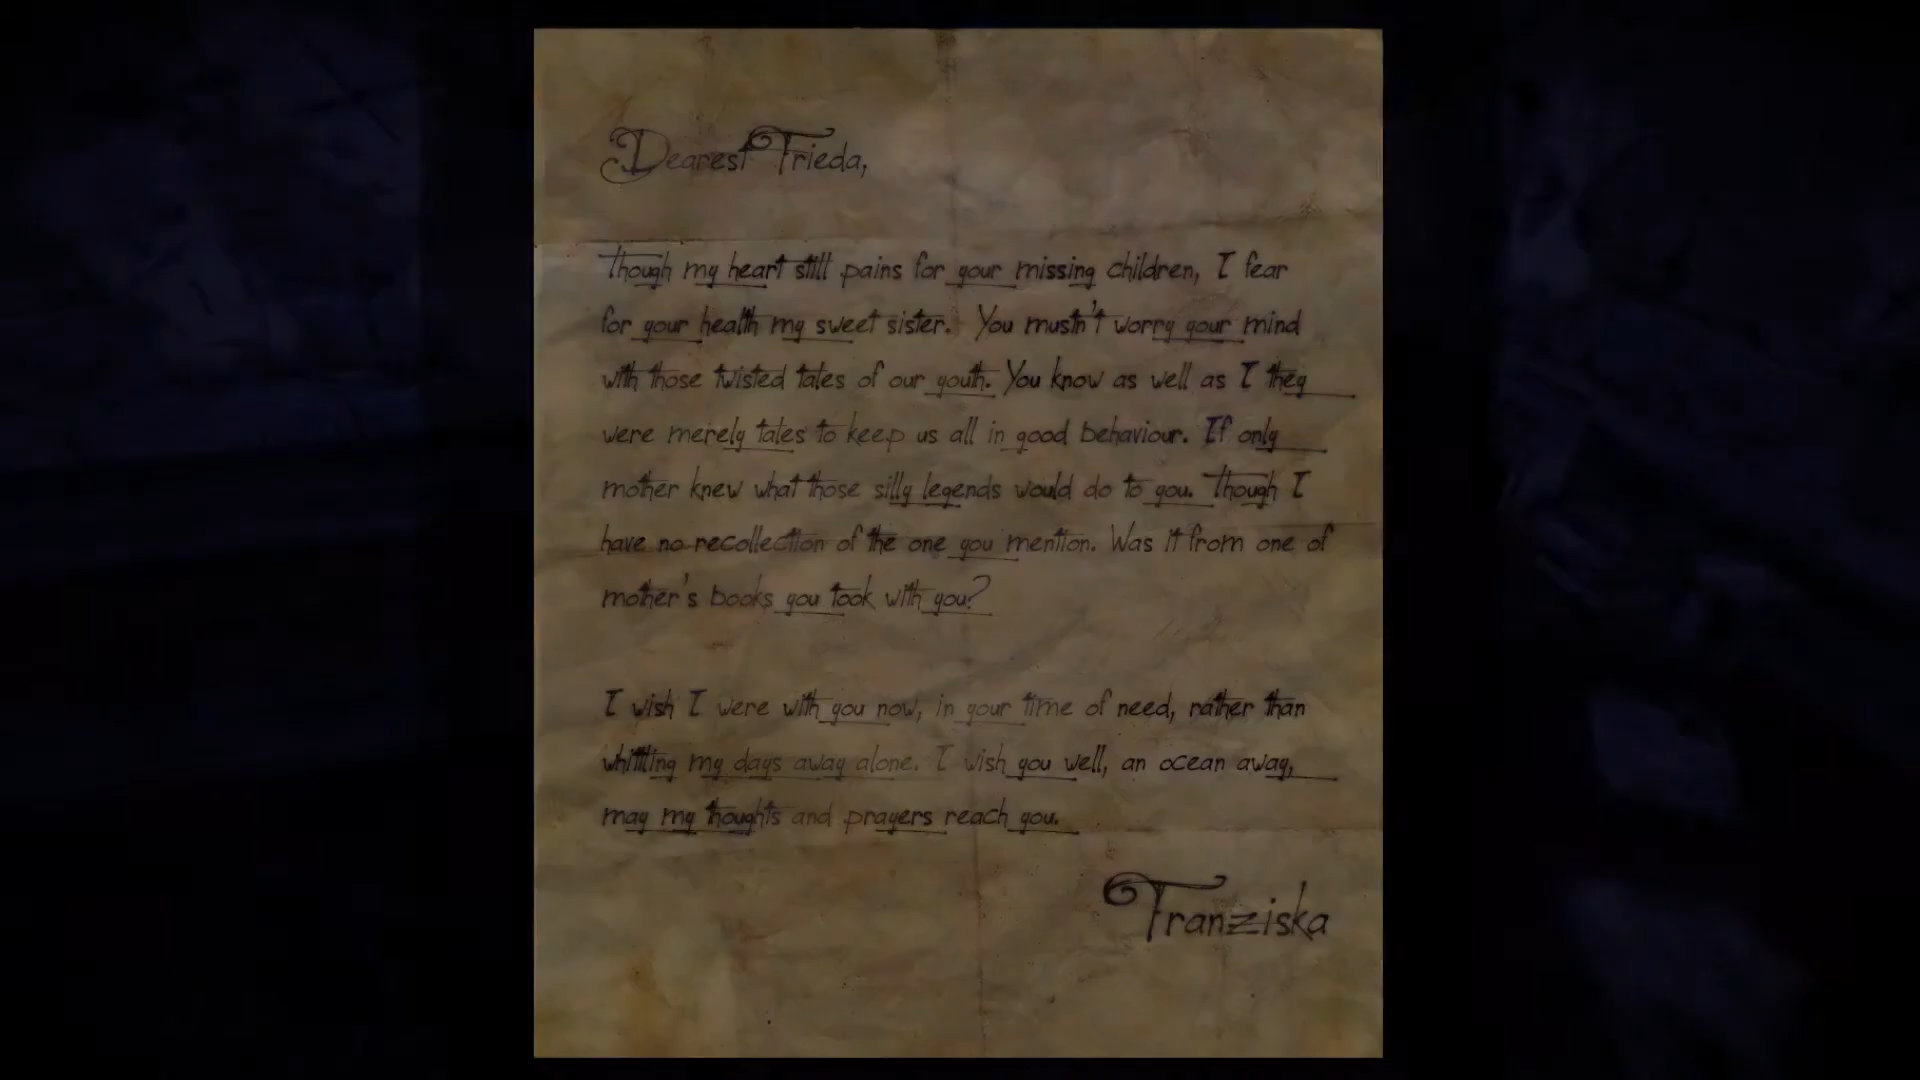 Dearest Frieda,
Though my heart still pains for your missing children, I fear
for your health my sweet sister. You mustn't worry your mind
with those twisted tales of our youth. You know as well as I they
were merely tales to keep us all in good behaviour. If only
mother knew what those silly legends would do to you. Though I
have no recollection of the one you mention. Was it from one of
mother's books you took with you?
I wish I were with you now, in your time of need, rather than
whittling my days away alone. I wish you well, an ocean away,
may my thoughts and prayers reach you.
Franziska